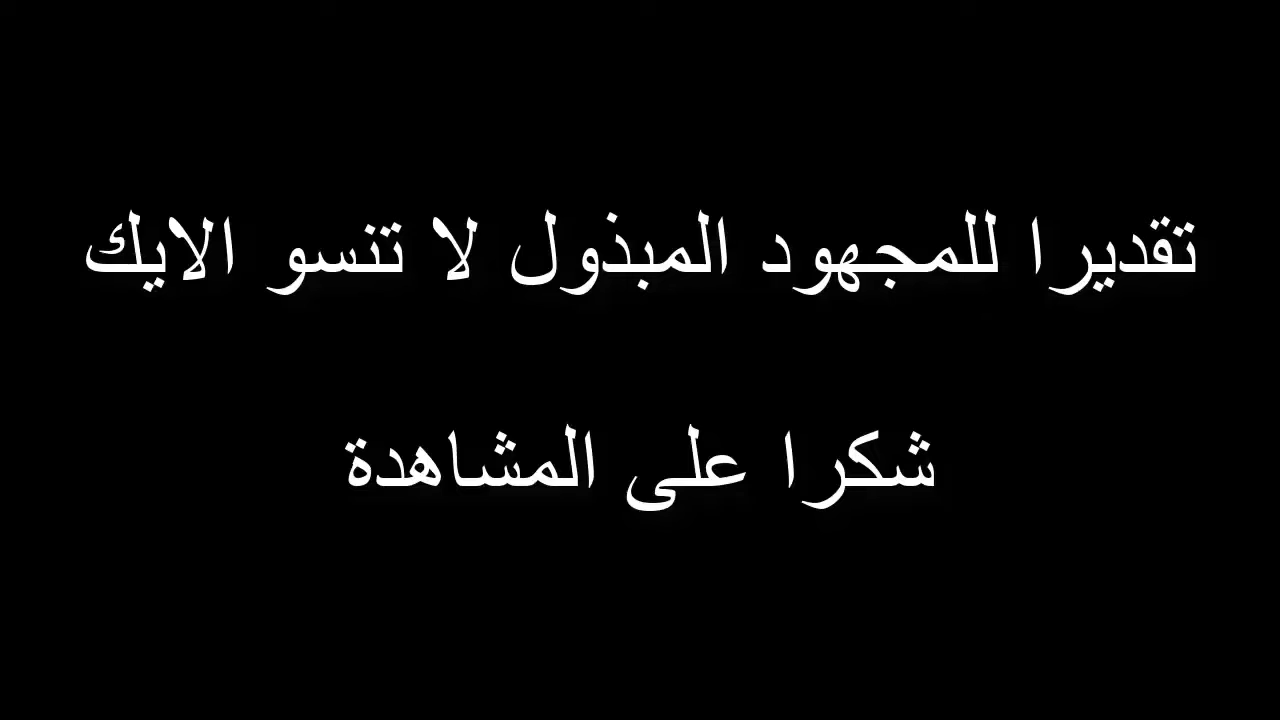 تقديرا للمجهود المبذول لا تنسو الايك
شكرا على المشاهدة